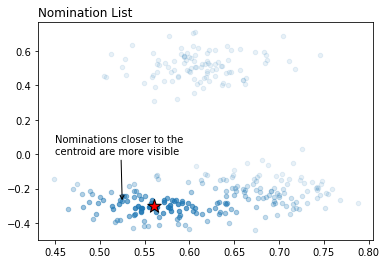 Nomination List
0.6
0.4
0.2
0.0
−0.2
−0.4
Nominations closer to the
centroid are more visible
0.45 0.50 0.55 0.60 0.65 0.70 0.75 0.80